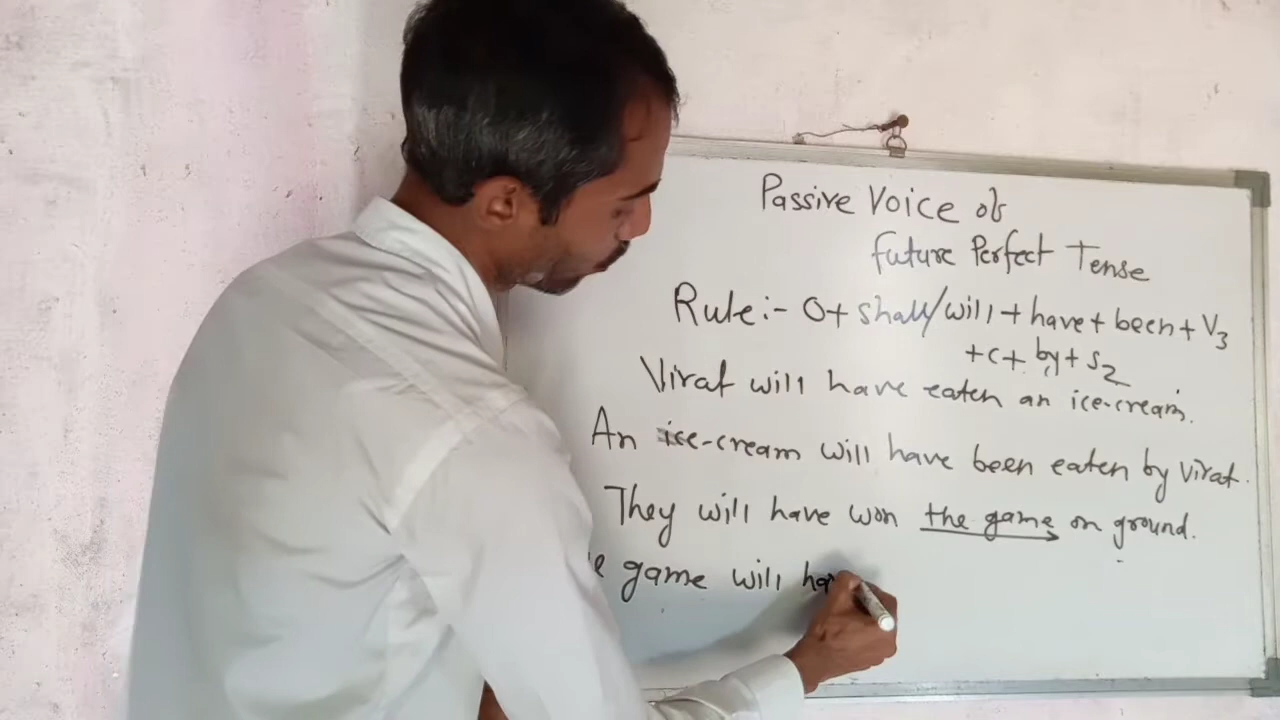 Passive Voice of
Future Perfect Tense
Rule:- O+ shall/will + have + been + V3
+c+ by + S2
Virat will have eaten an ice-cream.
An ice-cream will have been eaten by Virat.
They will have won the game on ground.
game will